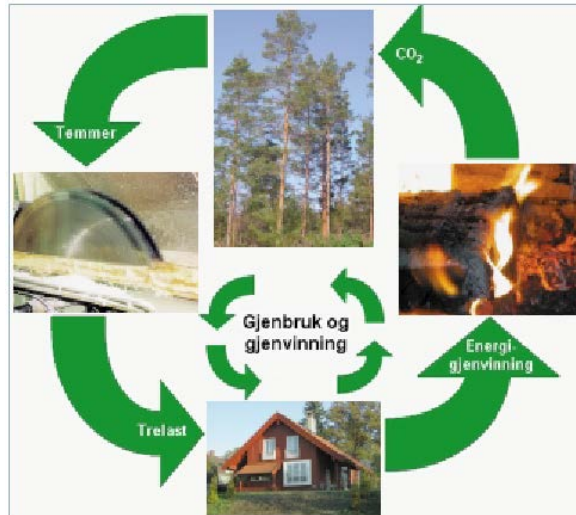 CO₂
Tømmer
Gjenbruk og
gjenvinning
Energi-
gjenvinning
Trelast